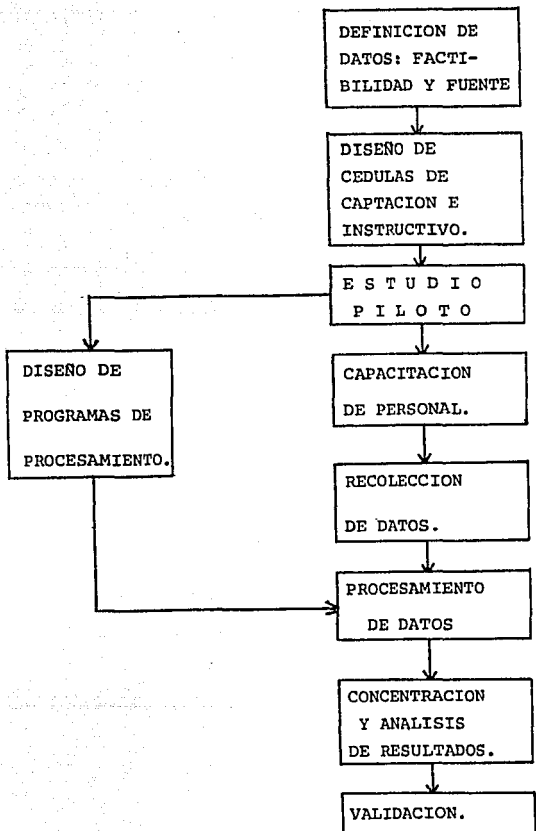 DEFINICION DE
DATOS: FACTI-
BILIDAD Y FUENTE
DISEÑO DE
CEDULAS DE
CAPTACION E
INSTRUCTIVO.
E S T U D I O
P I L O T O
DISEÑO DE
PROGRAMAS DE
PROCESAMIENTO.
CAPACITACION
DE PERSONAL.
RECOLECCION
DE DATOS.
PROCESAMIENTO
DE DATOS
CONCENTRACION
Y ANALISIS
DE RESULTADOS.
VALIDACION.